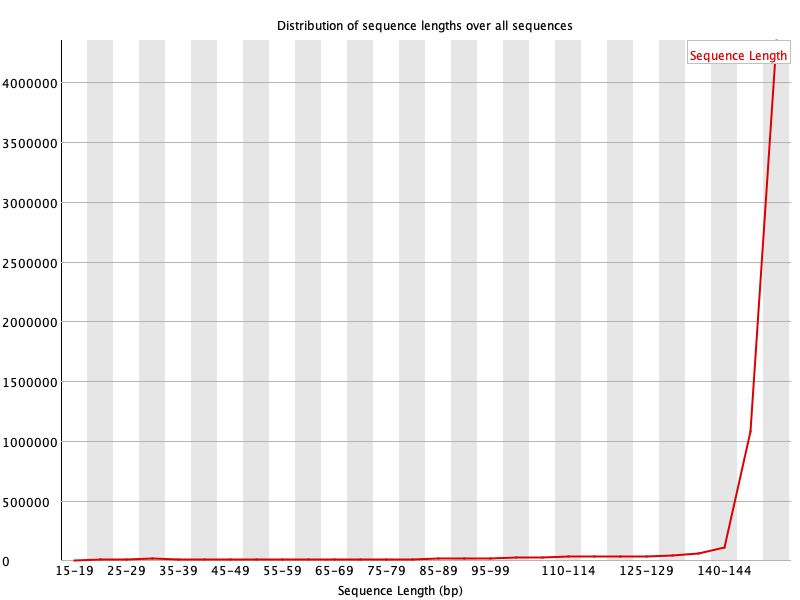 Distribution of sequence lengths over all sequences
Sequence Length
4000000
3500000
3000000
2500000
2000000
1500000
1000000
500000
0
15-19 25-29 35-39 45-49 55-59 65-69 75-79 85-89 95-99 110-114 125-129 140-144
Sequence Length (bp)